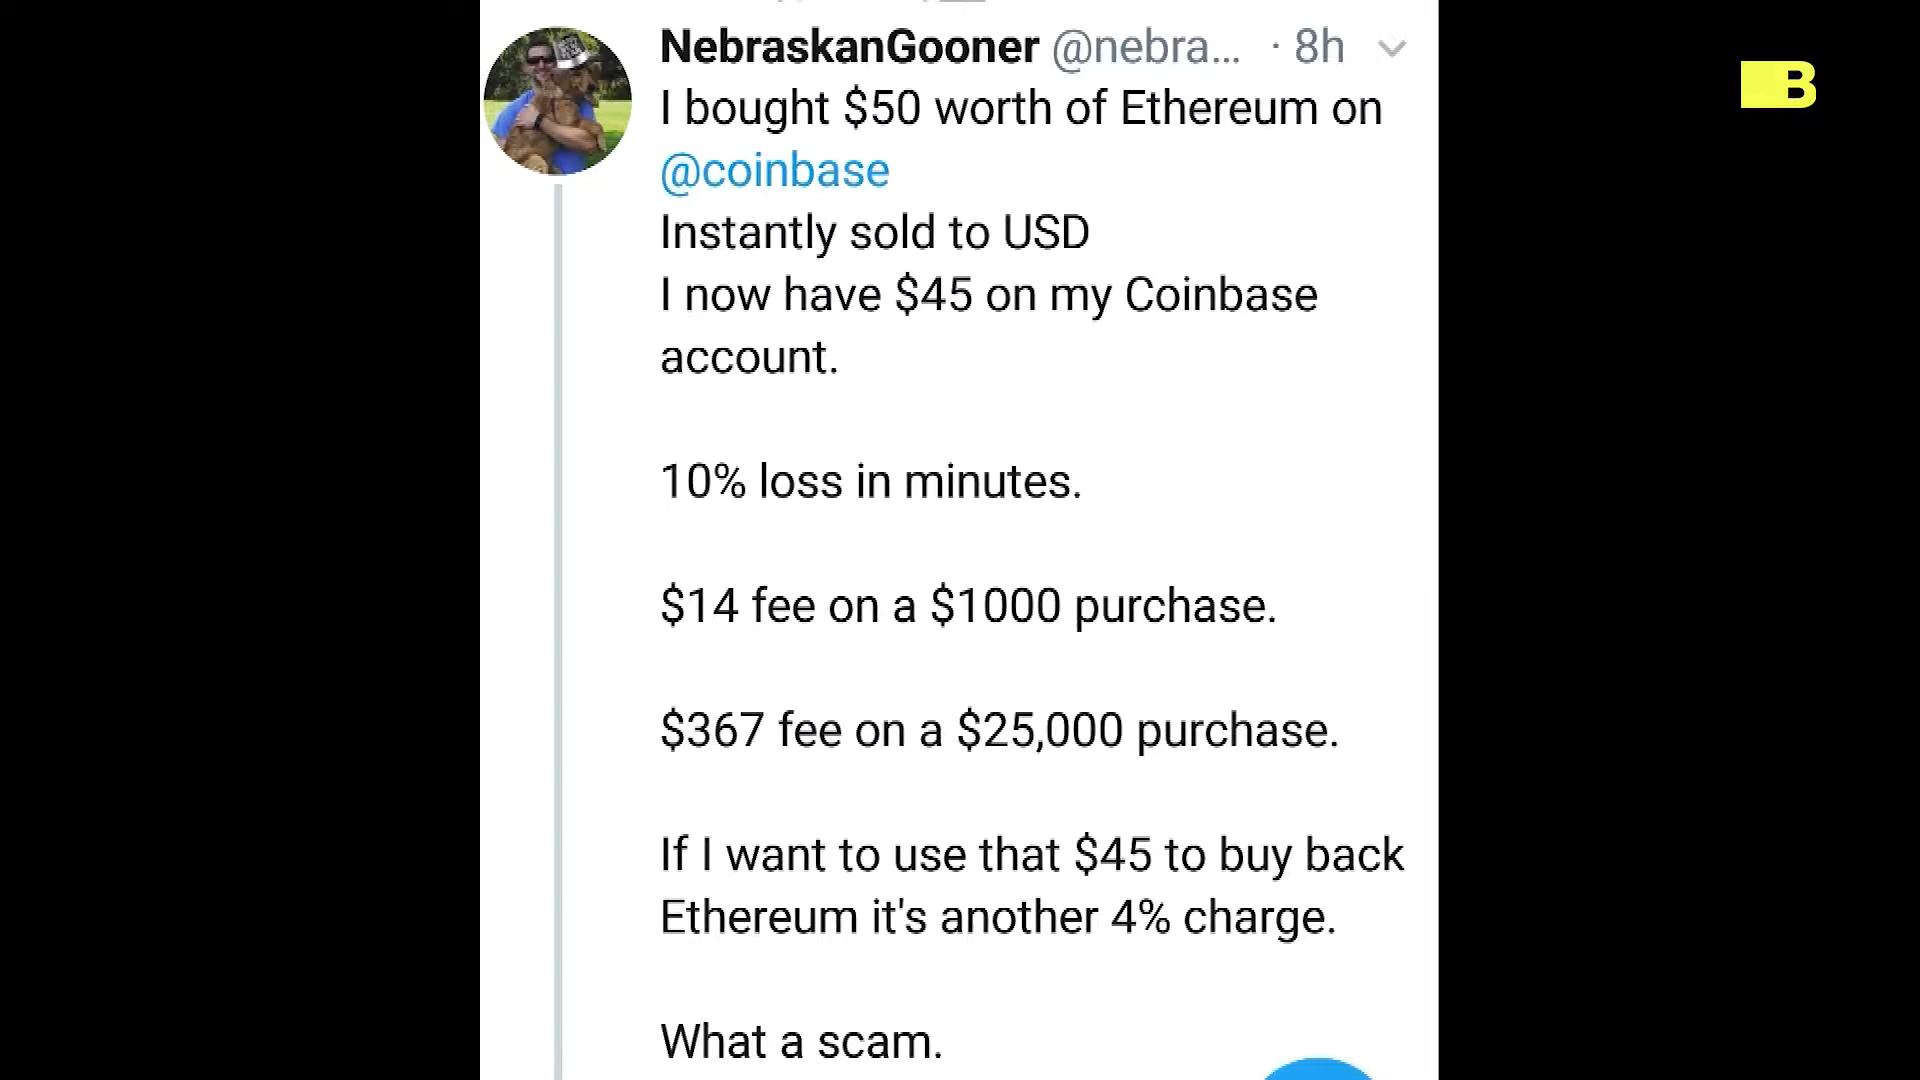 NebraskanGooner @nebra... · 8h
I bought $50 worth of Ethereum on
@coinbase
Instantly sold to USD
I now have $45 on my Coinbase
account.
10% loss in minutes.
$14 fee on a $1000 purchase.
$367 fee on a $25,000 purchase.
If I want to use that $45 to buy back
Ethereum it's another 4% charge.
What a scam.
B